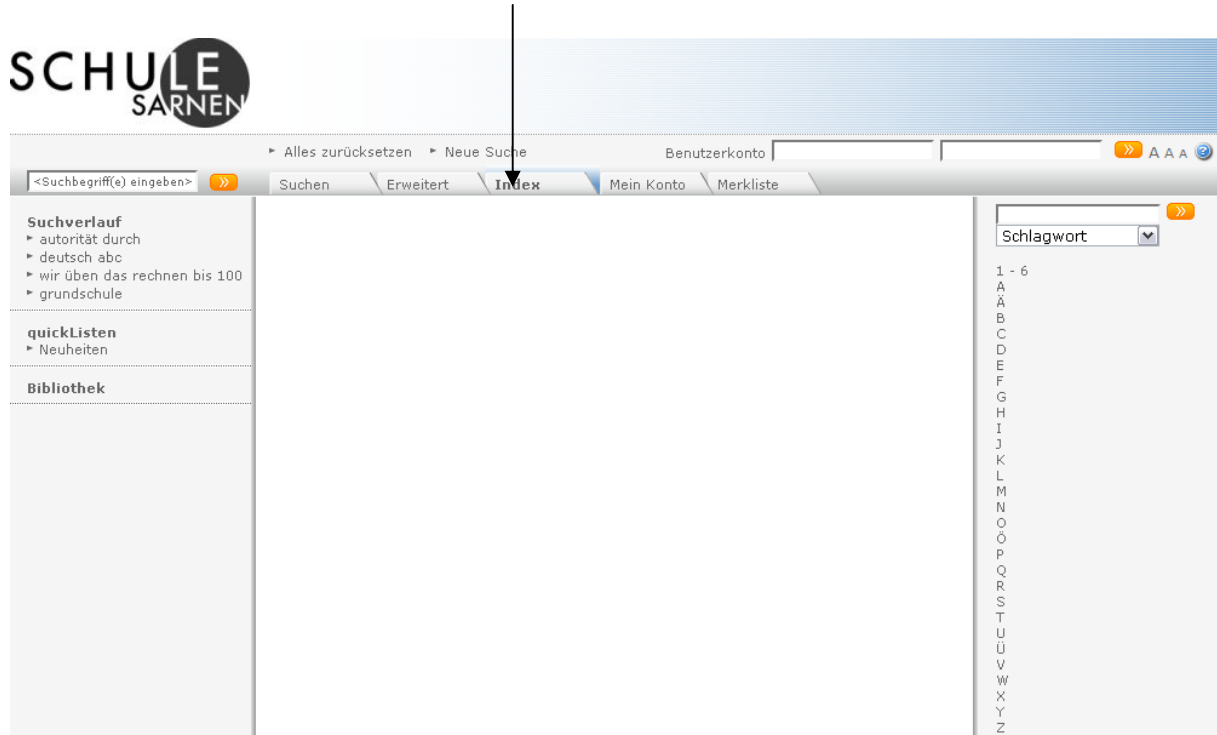 SCHULE
SARNEN
Alles zurücksetzen Neue Suche Benutzerkonto A A A ?
<Suchbegriff(e) eingeben> Suchen Erweitert Index Mein Konto Merkliste
Suchverlauf
autorität durch
deutsch abc
wir üben das rechnen bis 100
grundschule
quickListen
Neuheiten
Bibliothek
Schlagwort
1 - 6
A
Ä
B
C
D
E
F
G
H
I
J
K
L
M
N
O
Ö
P
Q
R
S
T
U
Ü
V
W
X
Y
Z